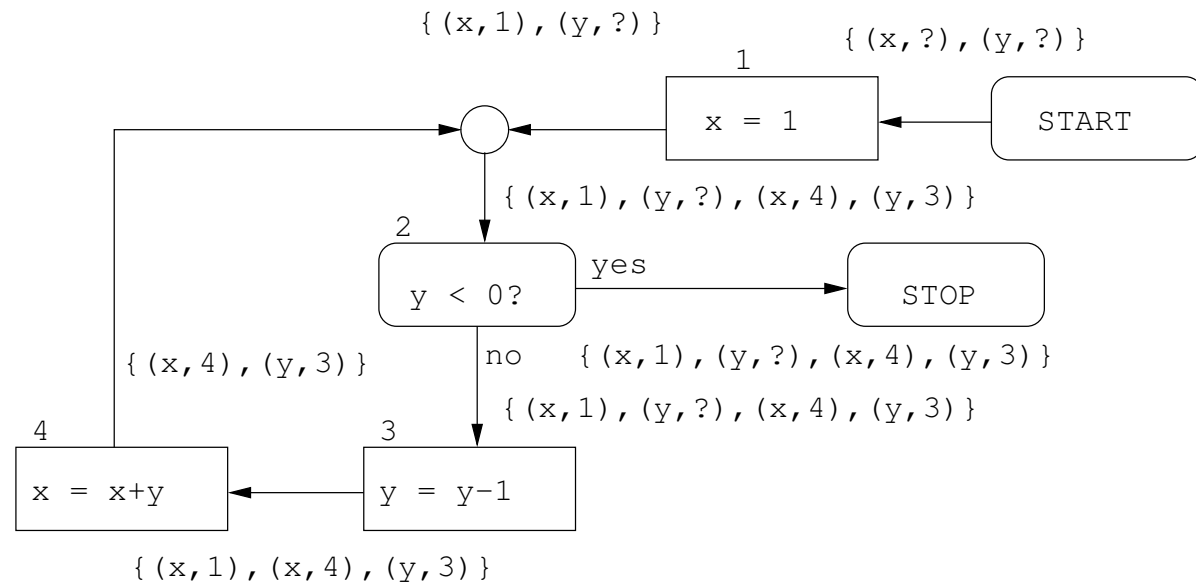 {(x,1),(y,?)}
{(x,?),(y,?)}
1
x = 1
START
{(x,1),(y,?),(x,4),(y,3)}
2
y < 0?
yes
STOP
no
{(x,1),(y,?),(x,4),(y,3)}
{(x,4),(y,3)}
{(x,1),(y,?),(x,4),(y,3)}
4
x = x+y
3
y = y-1
{(x,1),(x,4),(y,3)}